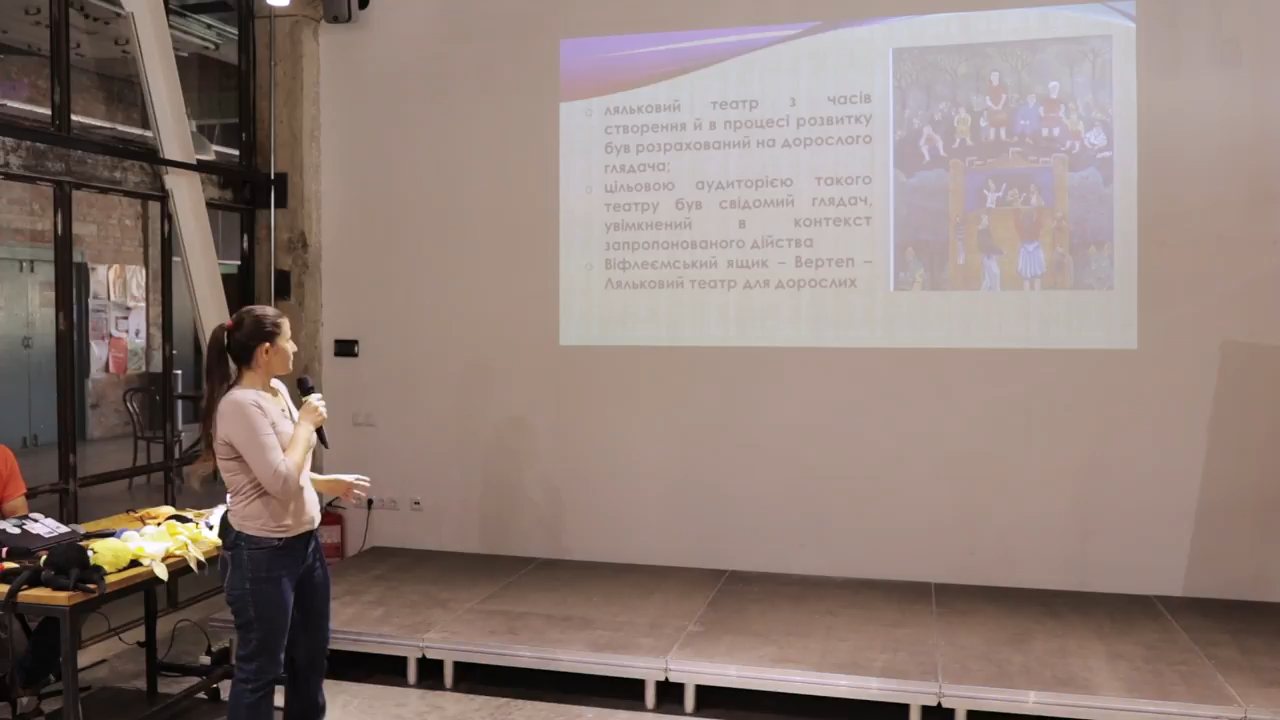 ляльковий театр з часів
створення й в процесі розвитку
був розрахований на дорослого
глядача;
цільовою аудиторією такого
театру був свідомий глядач,
увімкнений в контекст
запропонованого дійства
Віфлеємський ящик – Вертеп –
Ляльковий театр для дорослих